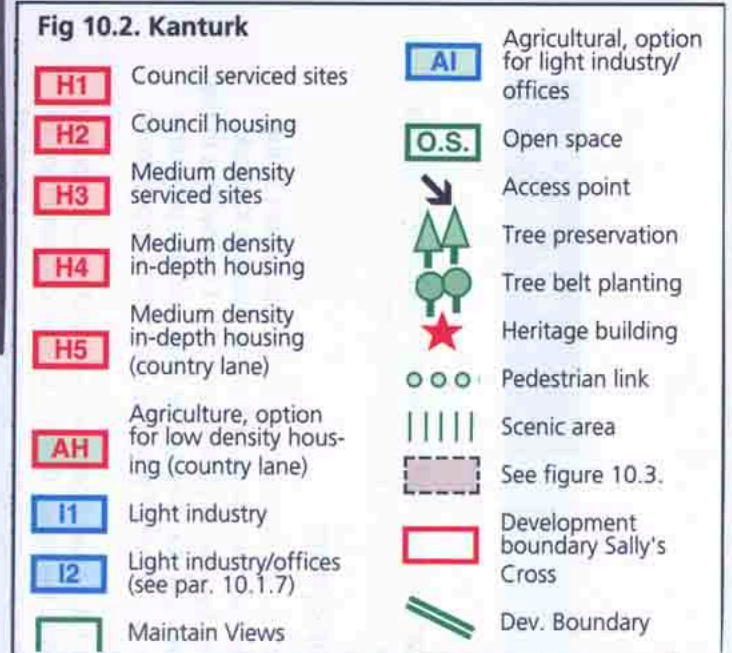 Fig 10.2. Kanturk
H1
Council serviced sites
H2
Council housing
H3
Medium density
serviced sites
H4
Medium density
in-depth housing
H5
Medium density
in-depth housing
(country lane)
AH
Agriculture, option
for low density hous-
ing (country lane)
I1
Light industry
I2
Light industry/offices
(see par. 10.1.7)
Maintain Views
AI
Agricultural, option
for light industry/
offices
O.S.
Open space
Access point
Tree preservation
Tree belt planting
Heritage building
Pedestrian link
Scenic area
See figure 10.3.
Development
boundary Sally's
Cross
Dev. Boundary